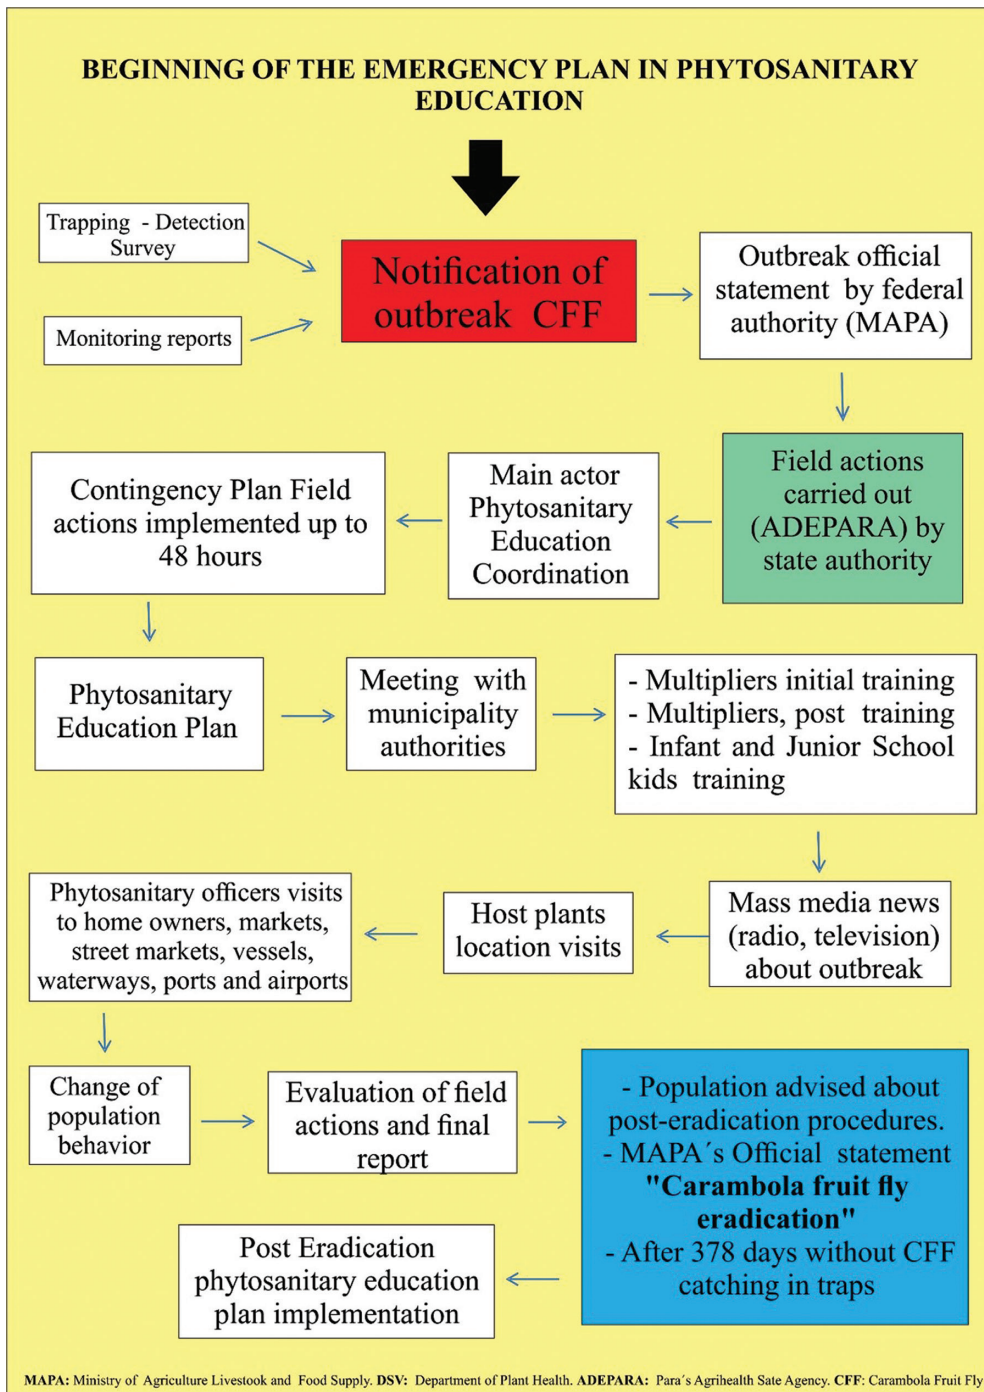 BEGINNING OF THE EMERGENCY PLAN IN PHYTOSANITARY
EDUCATION
Trapping - Detection
Survey
Monitoring reports
Notification of
outbreak CFF
Outbreak official
statement by federal
authority (MAPA)
Field actions
carried out
(ADEPARA) by
state authority
Main actor
Phytosanitary
Education
Coordination
Contingency Plan Field
actions implemented up to
48 hours
Phytosanitary
Education Plan
Meeting with
municipality
authorities
- Multipliers initial training
- Multipliers, post training
- Infant and Junior School
kids training
Mass media news
(radio, television)
about outbreak
Host plants
location visits
Phytosanitary officers visits
to home owners, markets,
street markets, vessels,
waterways, ports and airports
Change of
population
behavior
Evaluation of field
actions and final
report
- Population advised about
post-eradication procedures.
- MAPA´s Official statement
"Carambola fruit fly
eradication"
- After 378 days without CFF
catching in traps
Post Eradication
phytosanitary education
plan implementation
MAPA: Ministry of Agriculture Livestook and Food Supply. DSV: Department of Plant Health. ADEPARA: Para´s Agrihealth Sate Agency. CFF: Carambola Fruit Fly